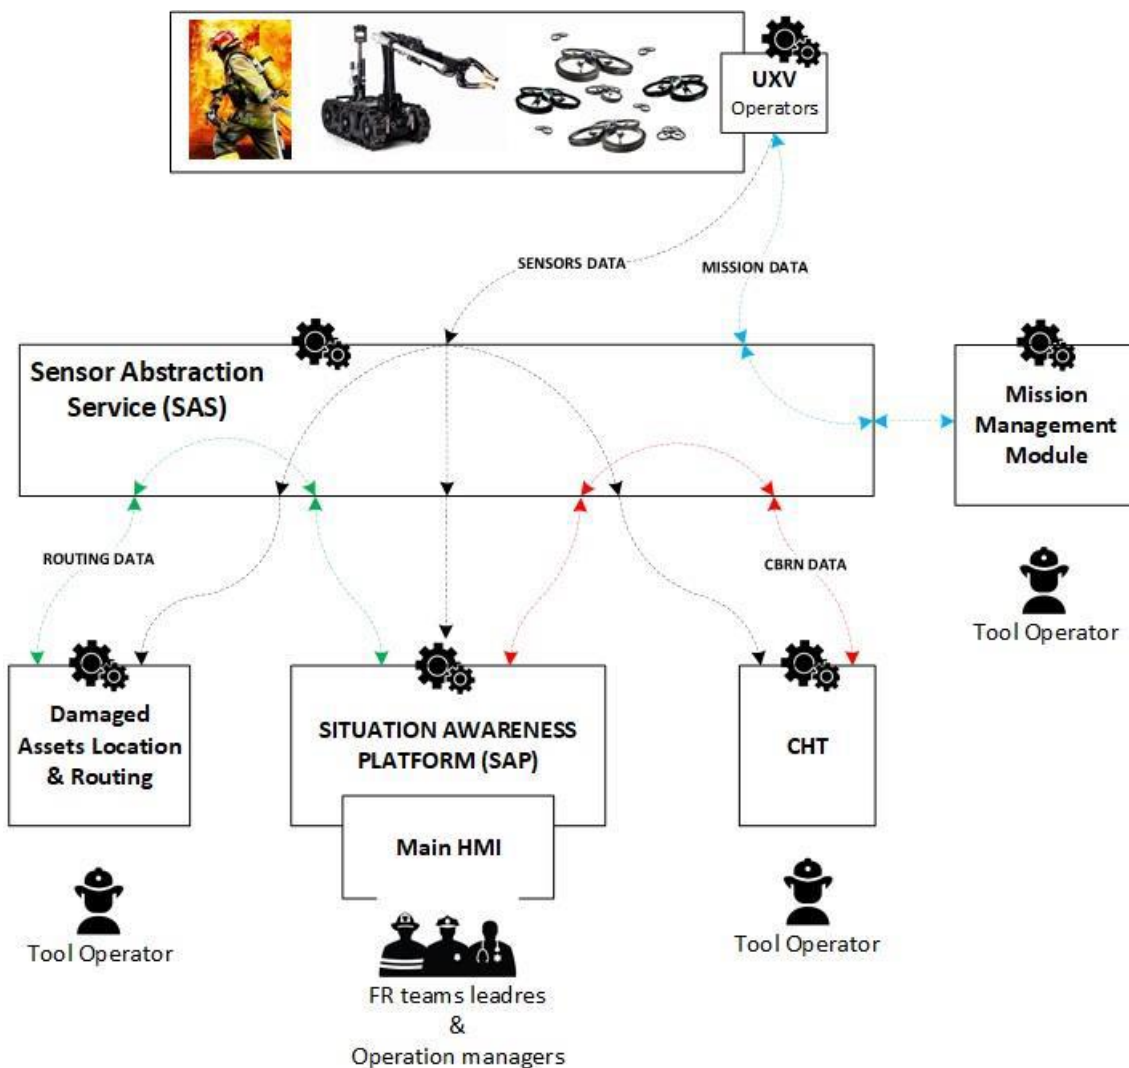 UXV
Operators
SENSORS DATA
MISSION DATA
Sensor Abstraction
Service (SAS)
Mission
Management
Module
ROUTING DATA
CBRN DATA
Tool Operator
Damaged
Assets Location
& Routing
SITUATION AWARENESS
PLATFORM (SAP)
CHT
Main HMI
Tool Operator
Tool Operator
FR teams leadres
&
Operation managers